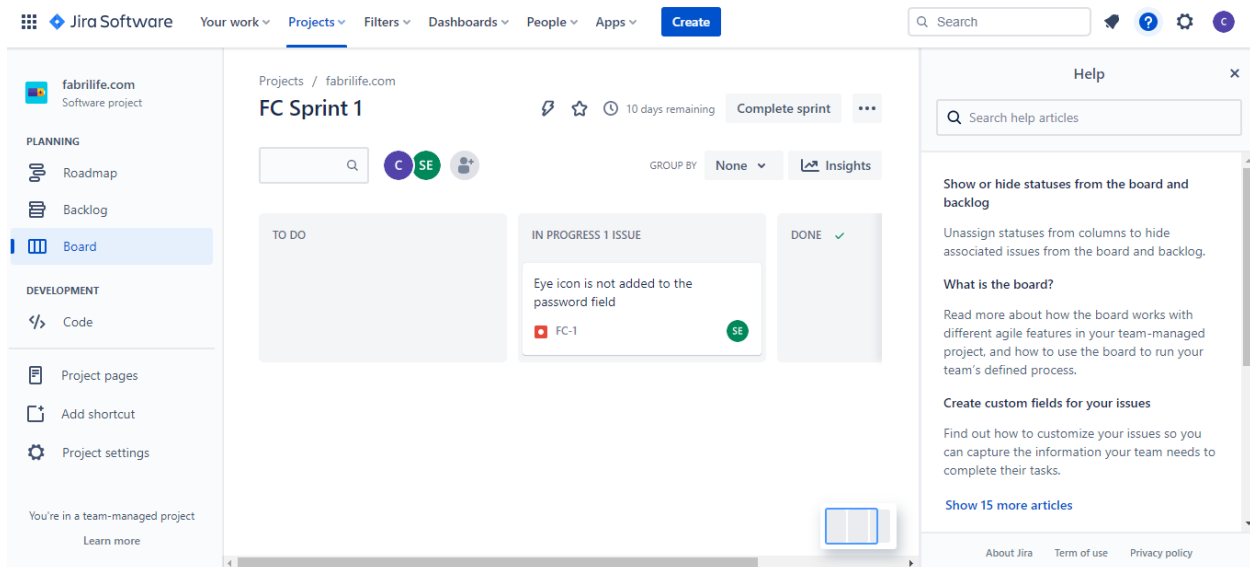 Jira Software
Your work
Projects
Filters
Dashboards
People
Apps
Create
Search
?
C
fabrilife.com
Software project
PLANNING
Roadmap
Backlog
Board
DEVELOPMENT
Code
Project pages
Add shortcut
Project settings
You're in a team-managed project
Learn more
Projects / fabrilife.com
FC Sprint 1
10 days remaining
Complete sprint
C SE
GROUP BY
None
Insights
TO DO
IN PROGRESS 1 ISSUE
Eye icon is not added to the
password field
FC-1
SE
DONE
Help
Search help articles
Show or hide statuses from the board and
backlog
Unassign statuses from columns to hide
associated issues from the board and backlog.
What is the board?
Read more about how the board works with
different agile features in your team-managed
project, and how to use the board to run your
team's defined process.
Create custom fields for your issues
Find out how to customize your issues so you
can capture the information your team needs to
complete their tasks.
Show 15 more articles
About Jira
Term of use
Privacy policy